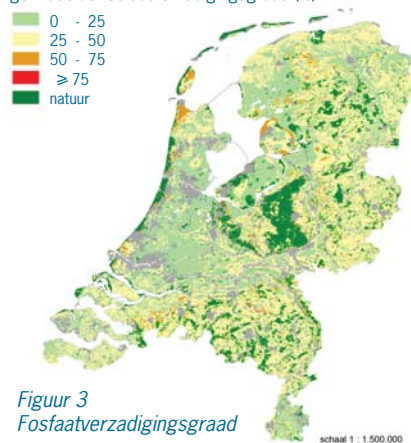 0 - 25
25 - 50
50 - 75
≥ 75
natuur
Figuur 3
Fosfaatverzadigingsgraad
schaal 1 : 1.500.000